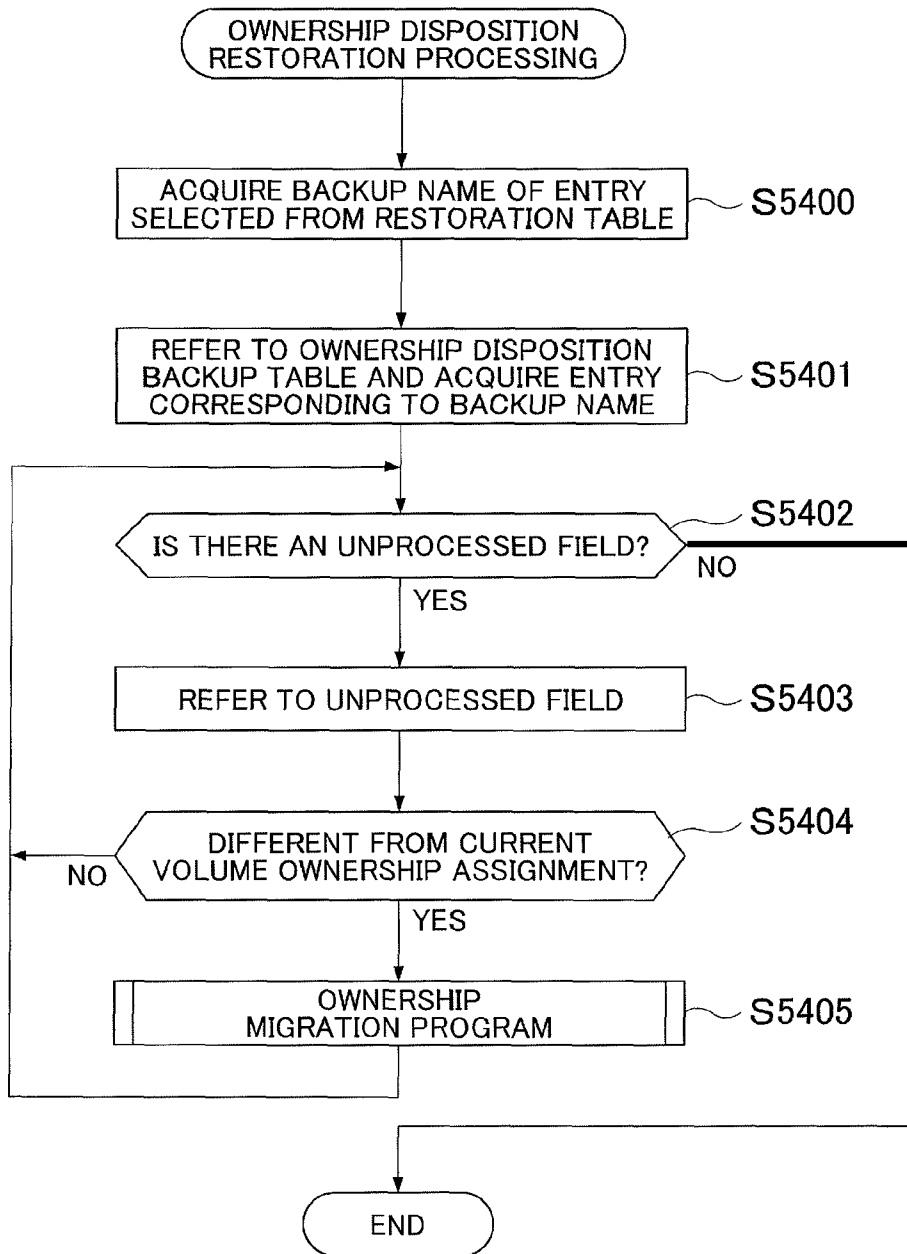 OWNERSHIP DISPOSITION
RESTORATION PROCESSING
ACQUIRE BACKUP NAME OF ENTRY
SELECTED FROM RESTORATION TABLE
S5400
REFER TO OWNERSHIP DISPOSITION
BACKUP TABLE AND ACQUIRE ENTRY
CORRESPONDING TO BACKUP NAME
S5401
IS THERE AN UNPROCESSED FIELD?
S5402
NO
YES
REFER TO UNPROCESSED FIELD
S5403
DIFFERENT FROM CURRENT
VOLUME OWNERSHIP ASSIGNMENT?
S5404
NO
YES
OWNERSHIP
MIGRATION PROGRAM
S5405
END